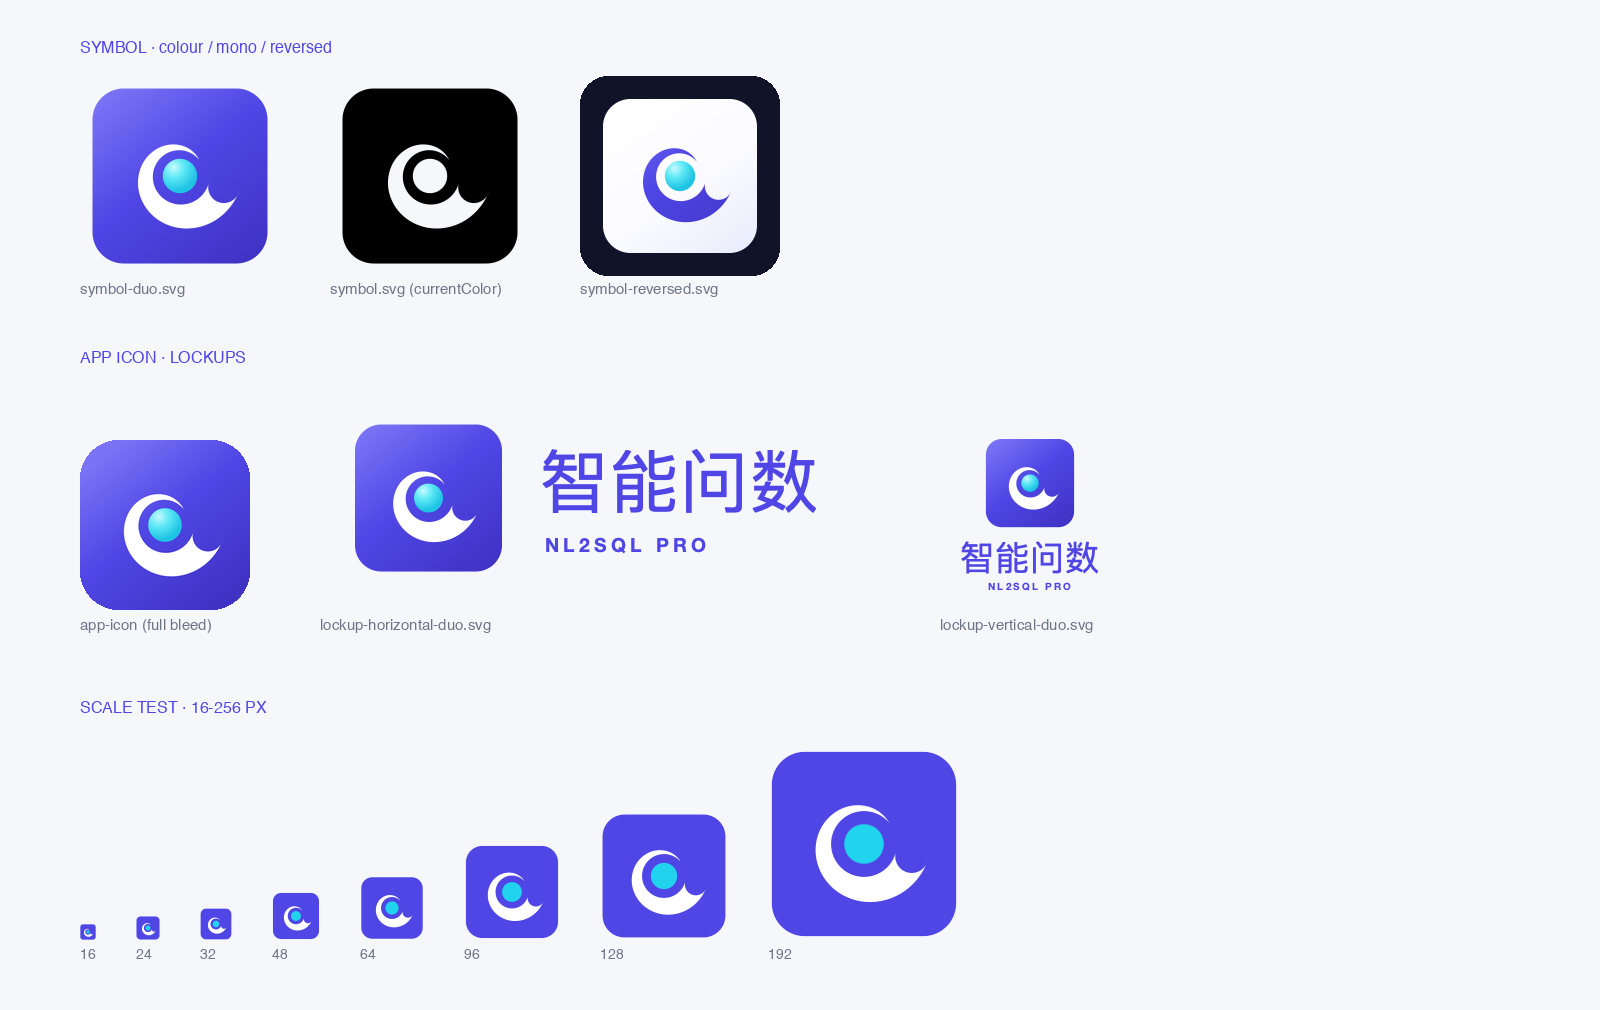 SYMBOL · colour / mono / reversed
symbol-duo.svg
symbol.svg (currentColor)
symbol-reversed.svg
APP ICON · LOCKUPS
智能问数
NL2SQL PRO
智能问数
NL2SQL PRO
app-icon (full bleed)
lockup-horizontal-duo.svg
lockup-vertical-duo.svg
SCALE TEST · 16-256 PX
16
24
32
48
64
96
128
192